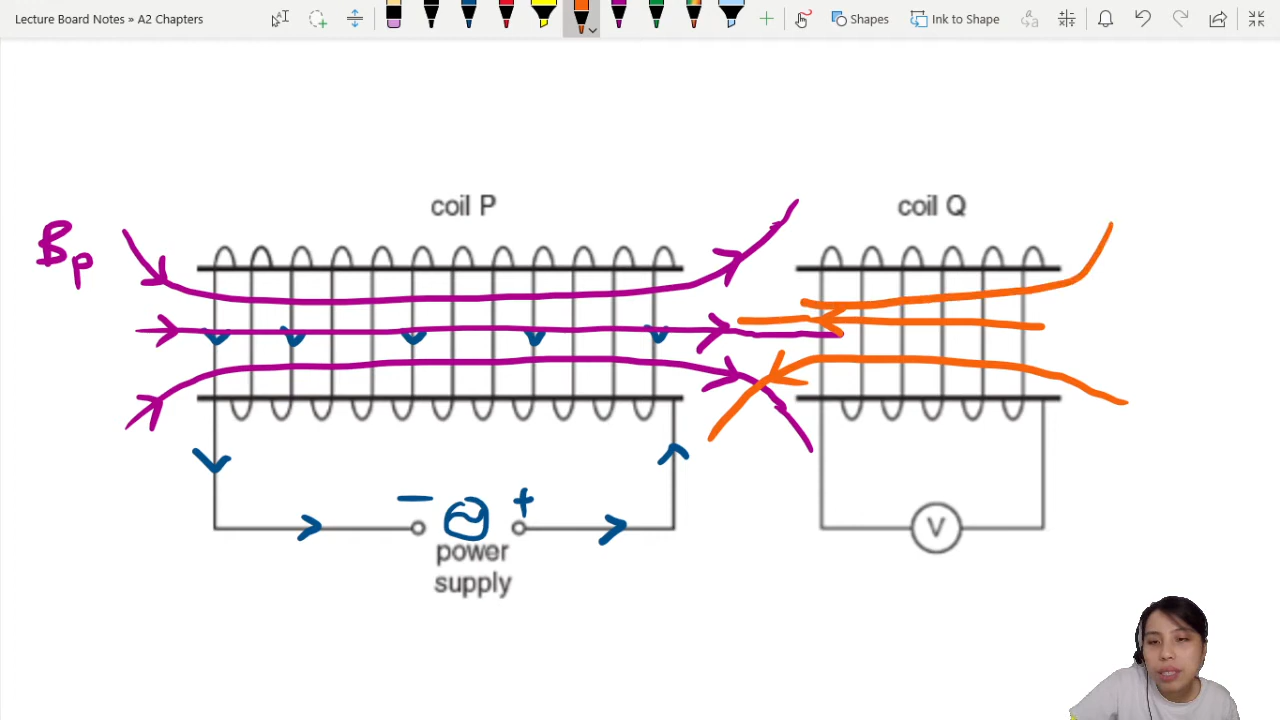 Lecture Board Notes » A2 Chapters
Shapes
Ink to Shape
coil P
coil Q
Bp
− +
V
power
supply